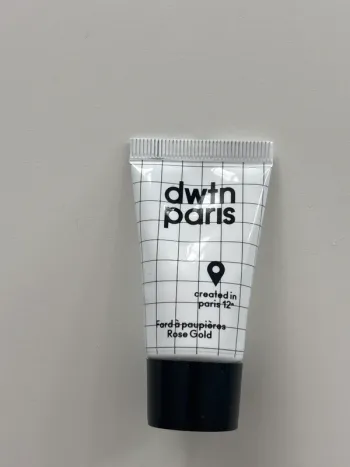 dwtn
paris
created in
paris 12e
Fard à paupières
Rose Gold